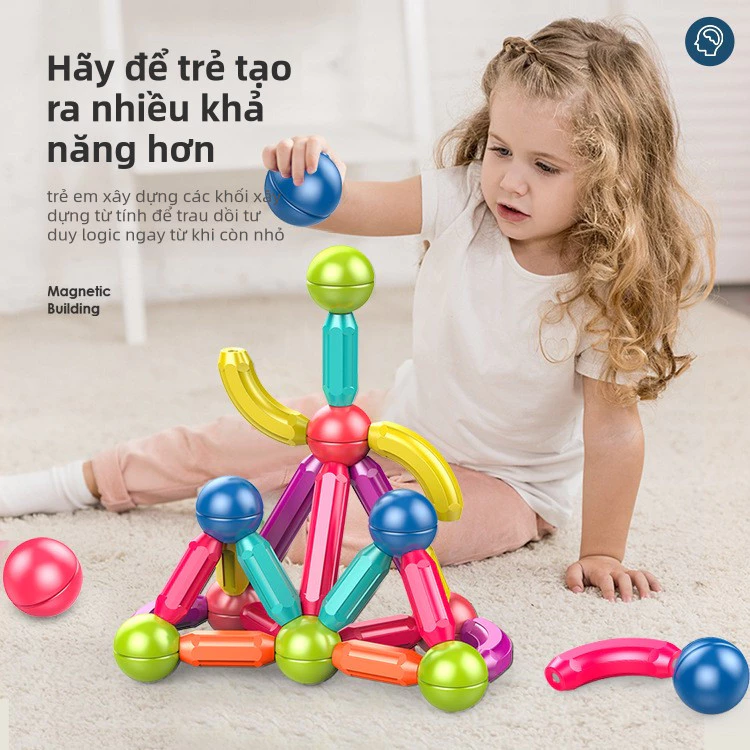 Hãy để trẻ tạo
ra nhiều khả
năng hơn
trẻ em xây dựng các khối xây
dựng từ tính để trau dồi tư
duy logic ngay từ khi còn nhỏ
Magnetic
Building